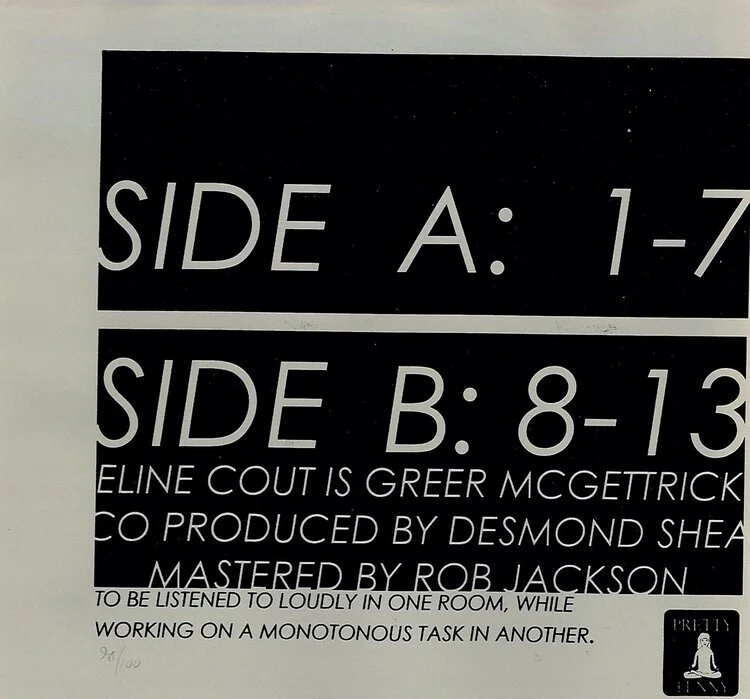 SIDE A: 1-7
SIDE B: 8-13
ELINE COUT IS GREER MCGETTRICK
CO PRODUCED BY DESMOND SHEA
MASTERED BY ROB JACKSON
TO BE LISTENED TO LOUDLY IN ONE ROOM, WHILE
WORKING ON A MONOTONOUS TASK IN ANOTHER.
PRETTY
PENNY